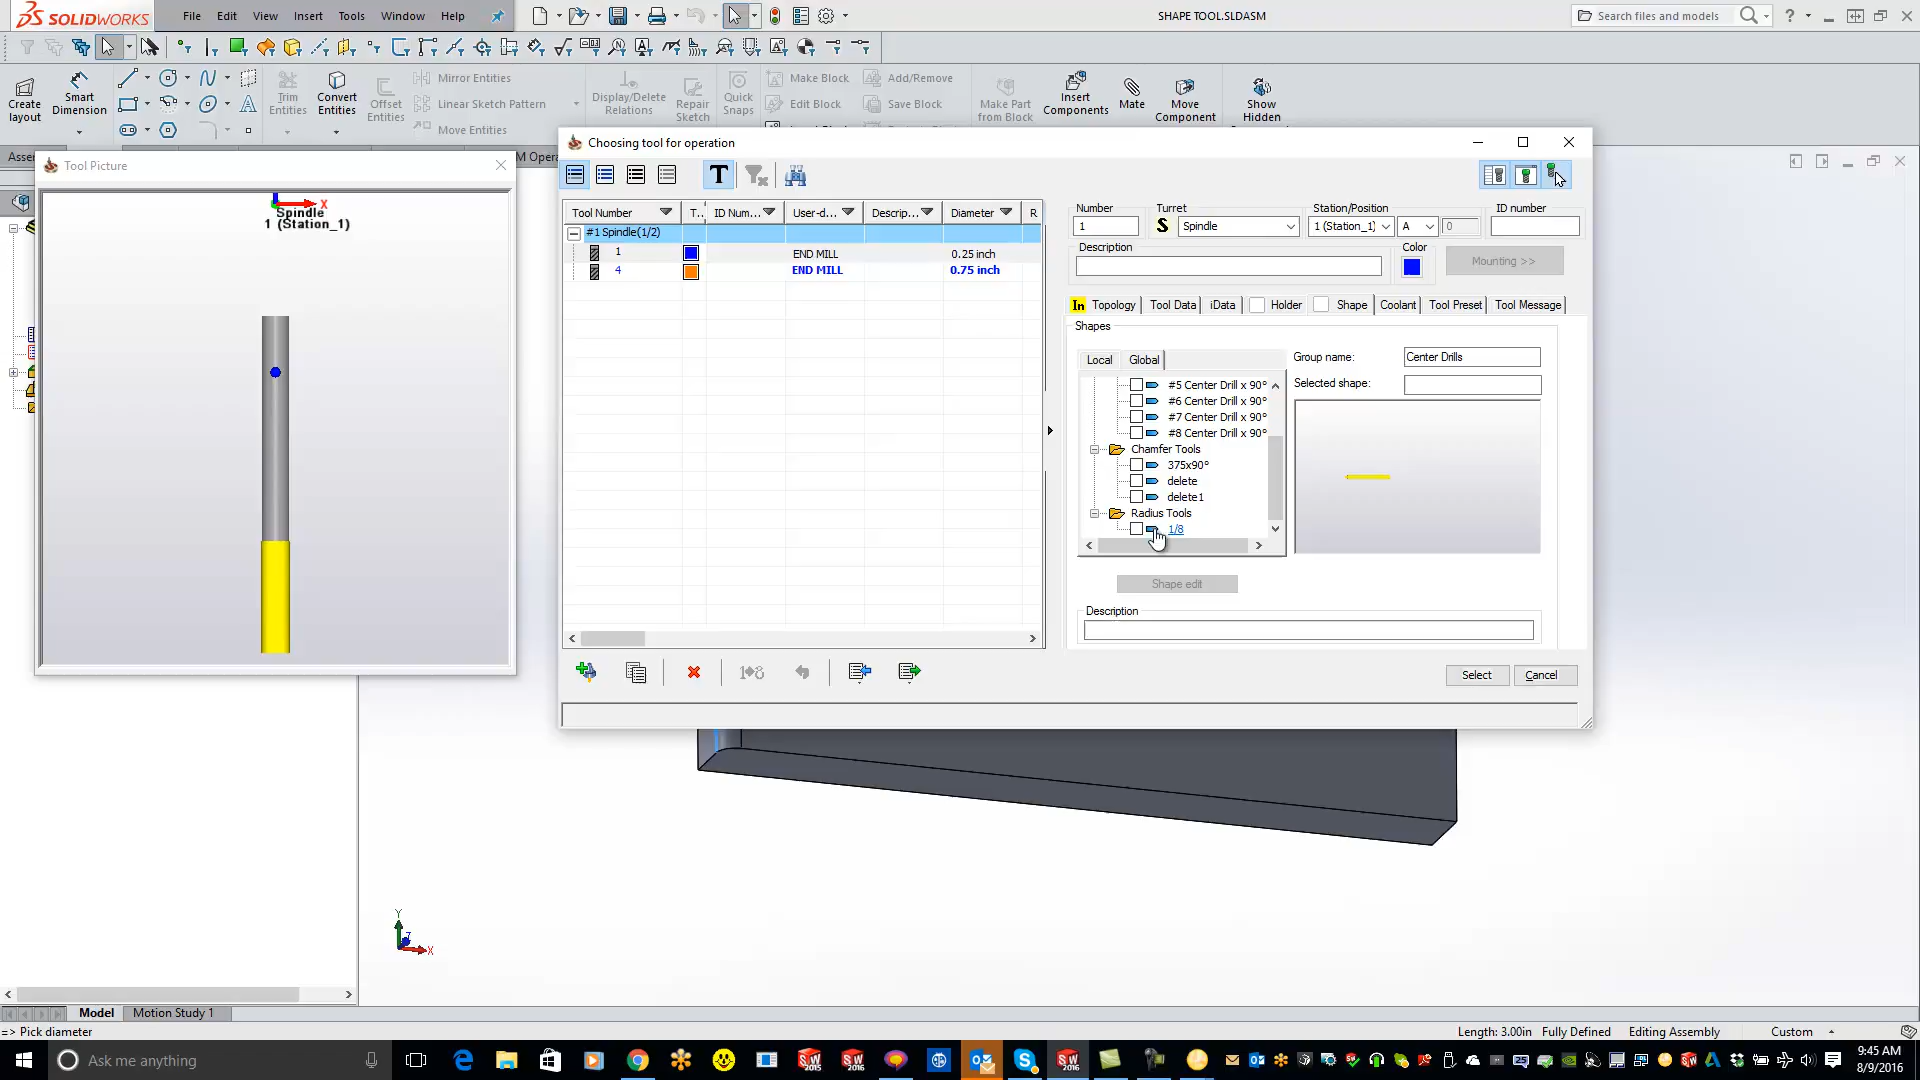 SOLIDWORKS
File Edit View Insert Tools Window Help
SHAPE TOOL.SLDASM
Search files and models
Create layout
Smart Dimension
Trim Entities
Convert Entities
Offset Entities
Mirror Entities
Linear Sketch Pattern
Move Entities
Display/Delete Relations
Repair Sketch
Quick Snaps
Make Block
Edit Block
Add/Remove
Save Block
Make Part from Block
Insert Components
Mate
Move Component
Show Hidden
Asse
M Opera
Tool Picture
X
Spindle
1 (Station_1)
Choosing tool for operation
Tool Number T.. ID Num... User-d... Descrip... Diameter R
#1 Spindle(1/2)
1 END MILL 0.25 inch
4 END MILL 0.75 inch
Number Turret Station/Position ID number
1 S Spindle 1 (Station_1) A 0
Description Color
Mounting >>
In Topology Tool Data iData Holder Shape Coolant Tool Preset Tool Message
Shapes
Local Global
#5 Center Drill x 90°
#6 Center Drill x 90°
#7 Center Drill x 90°
#8 Center Drill x 90°
Chamfer Tools
375x90°
delete
delete1
Radius Tools
1/8
Group name: Center Drills
Selected shape:
Shape edit
Description
Select Cancel
Y
Z
X
Model Motion Study 1
=> Pick diameter
Length: 3.00in Fully Defined Editing Assembly Custom
Ask me anything
9:45 AM
8/9/2016